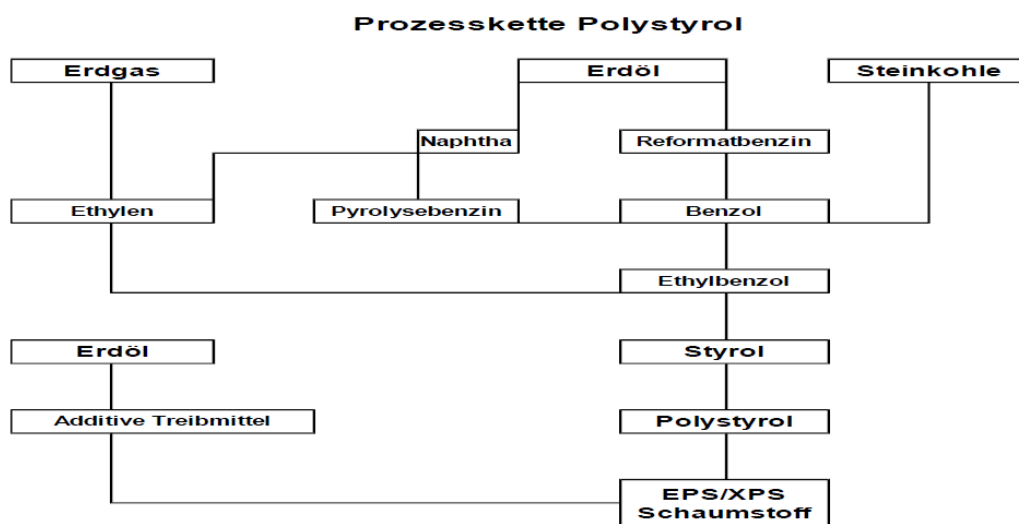 Prozesskette Polystyrol
Erdgas
Erdöl
Steinkohle
Naphtha
Reformatbenzin
Ethylen
Pyrolysebenzin
Benzol
Ethylbenzol
Erdöl
Styrol
Additive Treibmittel
Polystyrol
EPS/XPS
Schaumstoff